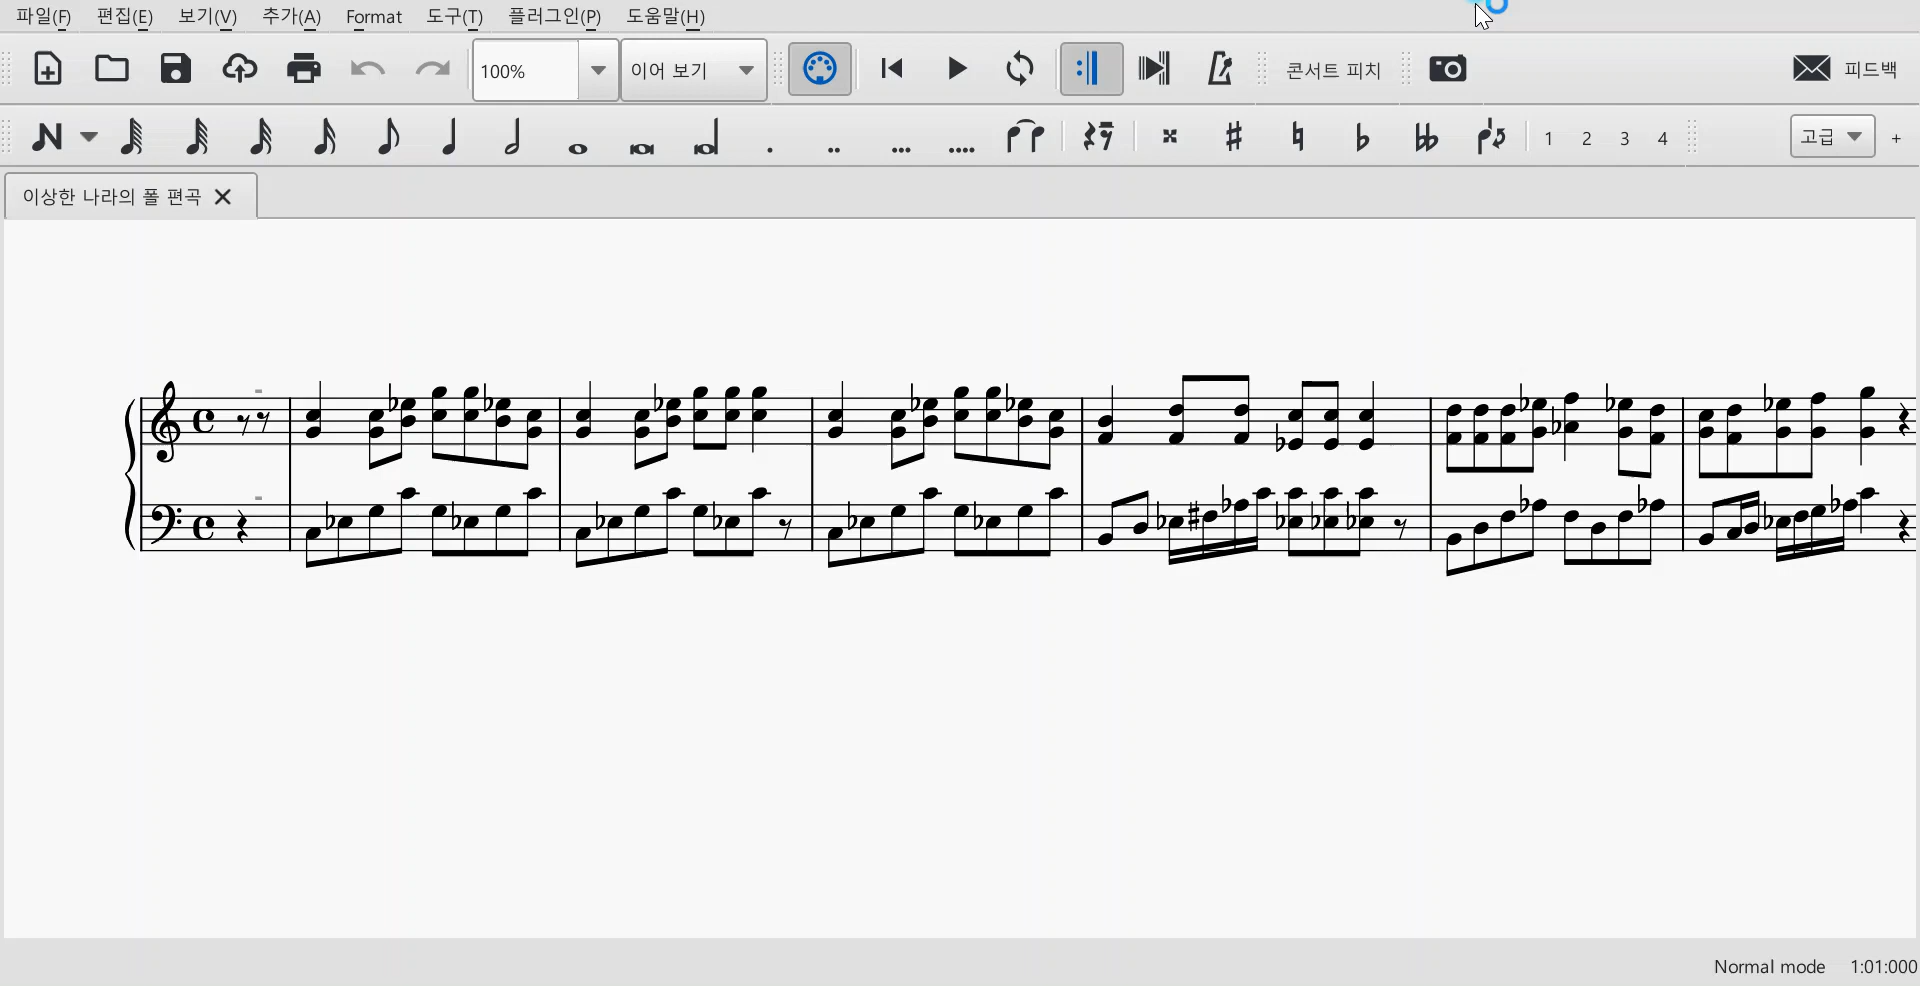 파일(F) 편집(E) 보기(V) 추가(A) Format 도구(T) 플러그인(P) 도움말(H)
100% 이어 보기 콘서트 피치 피드백
1 2 3 4 고급 +
이상한 나라의 폴 편곡
Normal mode 1:01:000